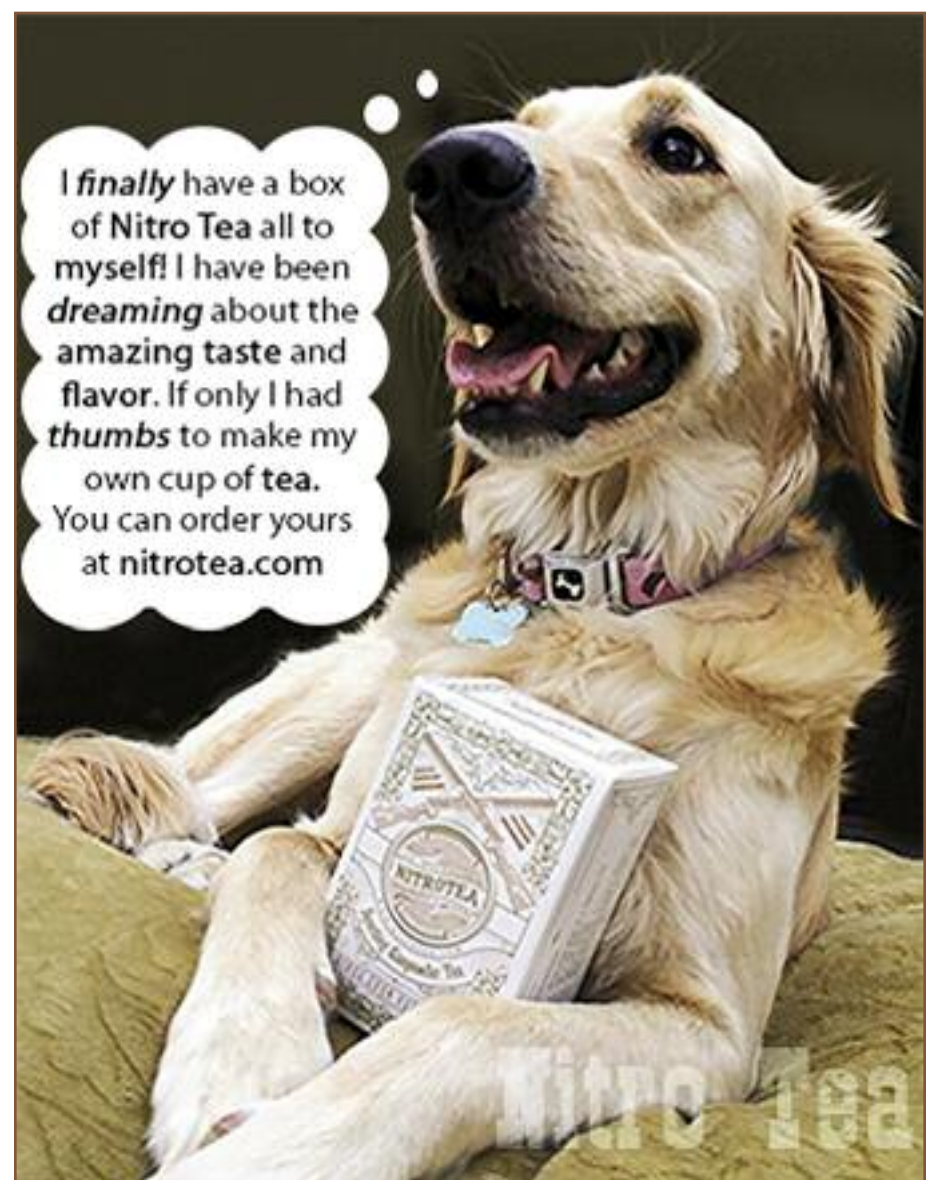 I finally have a box
of Nitro Tea all to
myself! I have been
dreaming about the
amazing taste and
flavor. If only I had
thumbs to make my
own cup of tea.
You can order yours
at nitrotea.com
NITROTEA
Tea
Nitro Tea